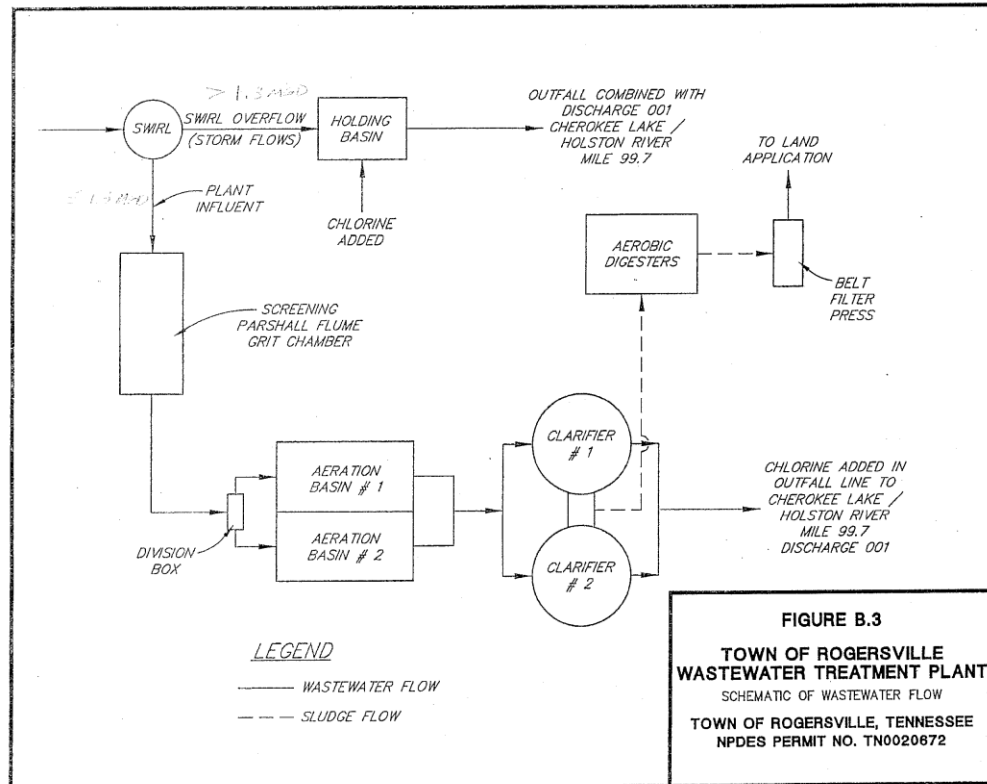 > 1.3 MGD
SWIRL
SWIRL OVERFLOW
(STORM FLOWS)
HOLDING
BASIN
OUTFALL COMBINED WITH
DISCHARGE 001
CHEROKEE LAKE /
HOLSTON RIVER
MILE 99.7
TO LAND
APPLICATION
PLANT
INFLUENT
CHLORINE
ADDED
AEROBIC
DIGESTERS
BELT
FILTER
PRESS
SCREENING
PARSHALL FLUME
GRIT CHAMBER
CLARIFIER
# 1
AERATION
BASIN # 1
AERATION
BASIN # 2
DIVISION
BOX
CLARIFIER
# 2
CHLORINE ADDED IN
OUTFALL LINE TO
CHEROKEE LAKE /
HOLSTON RIVER
MILE 99.7
DISCHARGE 001
LEGEND
WASTEWATER FLOW
SLUDGE FLOW
FIGURE B.3
TOWN OF ROGERSVILLE
WASTEWATER TREATMENT PLANT
SCHEMATIC OF WASTEWATER FLOW
TOWN OF ROGERSVILLE, TENNESSEE
NPDES PERMIT NO. TN0020672